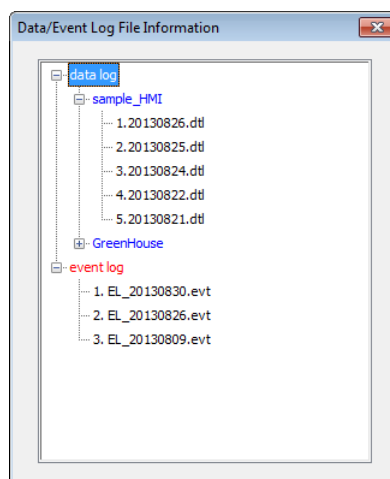 Data/Event Log File Information
data log
sample_HMI
1.20130826.dtl
2.20130825.dtl
3.20130824.dtl
4.20130822.dtl
5.20130821.dtl
GreenHouse
event log
1. EL_20130830.evt
2. EL_20130826.evt
3. EL_20130809.evt